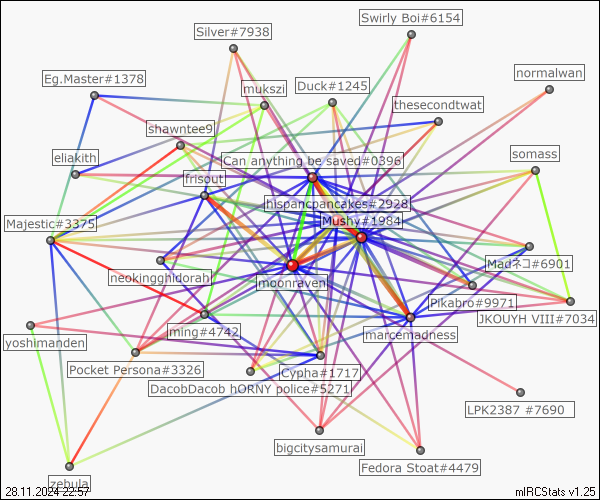 Swirly Boi#6154
Silver#7938
normalwan
Eg.Master#1378
Duck#1245
mukszi
thesecondtwat
shawntee9
eliakith
Can anything be saved#0396
somass
frisout
hispancpancakes#2928
Majestic#3375
Mushy#1984
Madネコ#6901
neokingghidorah
moonraven
Pikabro#9971
JKOUYH VIII#7034
yoshimanden
jming#4742
marcemadness
Pocket Persona#3326
Cypha#1717
DacobDacob hORNY police#5271
LPK2387 #7690
bigcitysamurai
Fedora Stoat#4479
zebula
28.11.2024 22:57
mIRCStats v1.25